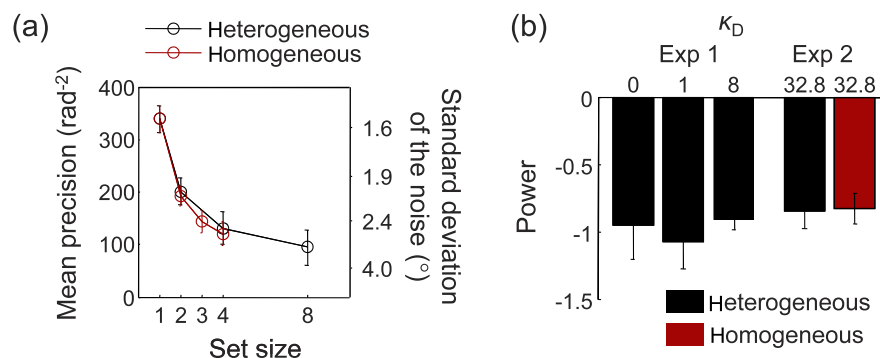 (a)
Heterogeneous
Homogeneous
Mean precision (rad-2)
400
300
200
100
0
1 2 3 4 8
Set size
1.6
1.9
2.4
4.0
Standard deviation
of the noise (°)
(b)
κD
Exp 1 Exp 2
0 1 8 32.8 32.8
Power
0
-0.5
-1
-1.5
Heterogeneous
Homogeneous